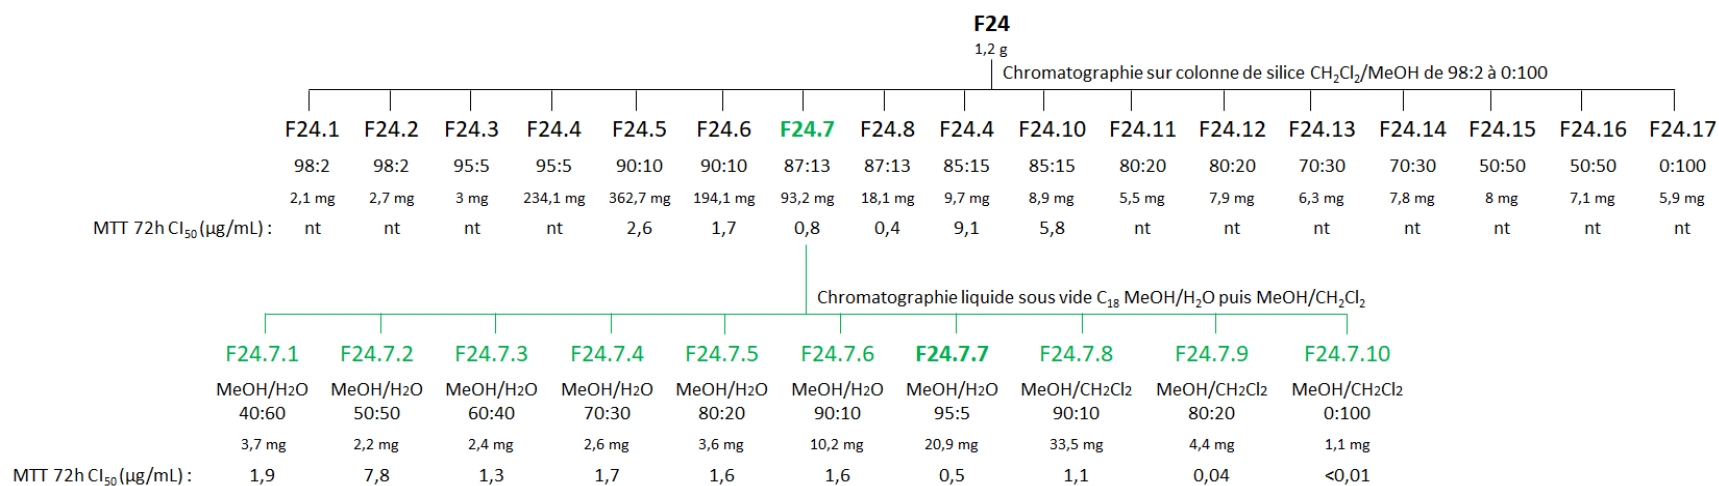 F24
1,2 g
Chromatographie sur colonne de silice CH₂Cl₂/MeOH de 98:2 à 0:100
F24.1 F24.2 F24.3 F24.4 F24.5 F24.6 F24.7 F24.8 F24.4 F24.10 F24.11 F24.12 F24.13 F24.14 F24.15 F24.16 F24.17
98:2 98:2 95:5 95:5 90:10 90:10 87:13 87:13 85:15 85:15 80:20 80:20 70:30 70:30 50:50 50:50 0:100
2,1 mg 2,7 mg 3 mg 234,1 mg 362,7 mg 194,1 mg 93,2 mg 18,1 mg 9,7 mg 8,9 mg 5,5 mg 7,9 mg 6,3 mg 7,8 mg 8 mg 7,1 mg 5,9 mg
MTT 72h CI₅₀ (µg/mL) : nt nt nt nt 2,6 1,7 0,8 0,4 9,1 5,8 nt nt nt nt nt nt nt
Chromatographie liquide sous vide C₁₈ MeOH/H₂O puis MeOH/CH₂Cl₂
F24.7.1 F24.7.2 F24.7.3 F24.7.4 F24.7.5 F24.7.6 F24.7.7 F24.7.8 F24.7.9 F24.7.10
MeOH/H2O MeOH/H2O MeOH/H2O MeOH/H2O MeOH/H2O MeOH/H2O MeOH/H2O MeOH/CH2Cl2 MeOH/CH2Cl2 MeOH/CH2Cl2
40:60 50:50 60:40 70:30 80:20 90:10 95:5 90:10 80:20 0:100
3,7 mg 2,2 mg 2,4 mg 2,6 mg 3,6 mg 10,2 mg 20,9 mg 33,5 mg 4,4 mg 1,1 mg
MTT 72h CI₅₀ (µg/mL) : 1,9 7,8 1,3 1,7 1,6 1,6 0,5 1,1 0,04 <0,01